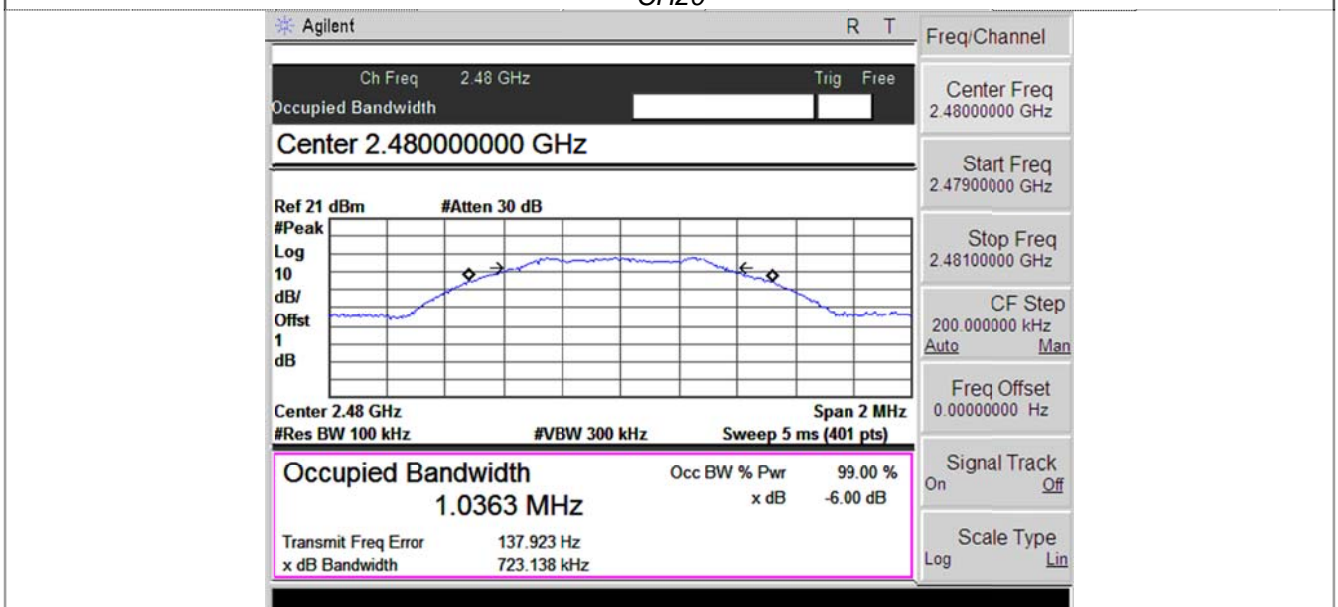 Agilent R T
Ch Freq 2.48 GHz Trig Free
Occupied Bandwidth
Center 2.480000000 GHz
Ref 21 dBm #Atten 30 dB
#Peak
Log
10
dB/
Offst
1
dB
Center 2.48 GHz Span 2 MHz
#Res BW 100 kHz #VBW 300 kHz Sweep 5 ms (401 pts)
Occupied Bandwidth Occ BW % Pwr 99.00 %
1.0363 MHz x dB -6.00 dB
Transmit Freq Error 137.923 Hz
x dB Bandwidth 723.138 kHz
Freq/Channel
Center Freq
2.48000000 GHz
Start Freq
2.47900000 GHz
Stop Freq
2.48100000 GHz
CF Step
200.000000 kHz
Auto Man
Freq Offset
0.00000000 Hz
Signal Track
On Off
Scale Type
Log Lin